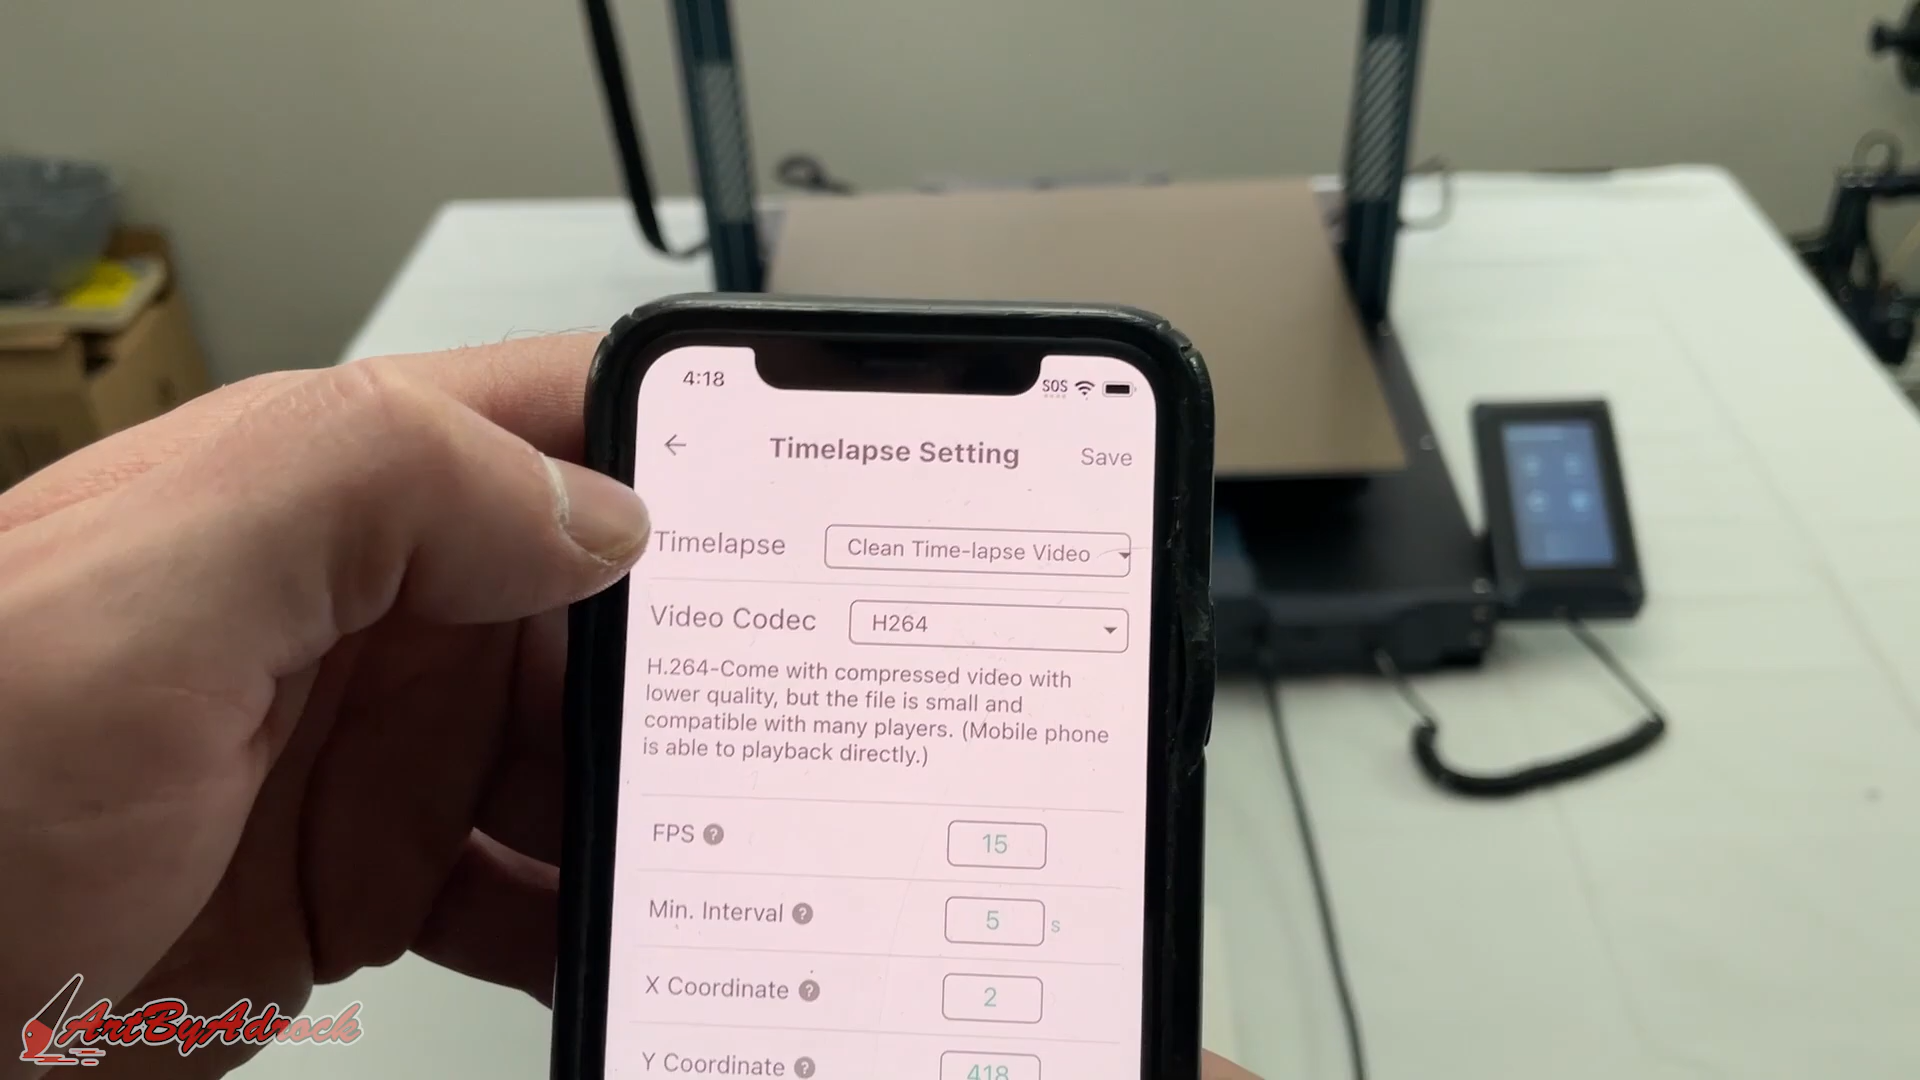 4:18
SOS
Timelapse Setting
Save
Timelapse
Clean Time-lapse Video
Video Codec
H264
H.264-Come with compressed video with
lower quality, but the file is small and
compatible with many players. (Mobile phone
is able to playback directly.)
FPS ?
15
Min. Interval ?
5 s
X Coordinate ?
2
Y Coordinate ?
418
ArtByAdrock